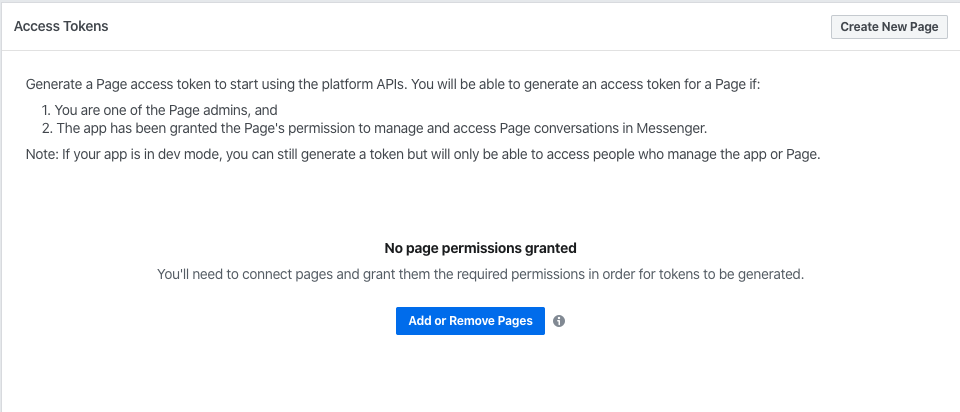 Access Tokens
Create New Page
Generate a Page access token to start using the platform APIs. You will be able to generate an access token for a Page if:
1. You are one of the Page admins, and
2. The app has been granted the Page's permission to manage and access Page conversations in Messenger.
Note: If your app is in dev mode, you can still generate a token but will only be able to access people who manage the app or Page.
No page permissions granted
You'll need to connect pages and grant them the required permissions in order for tokens to be generated.
Add or Remove Pages